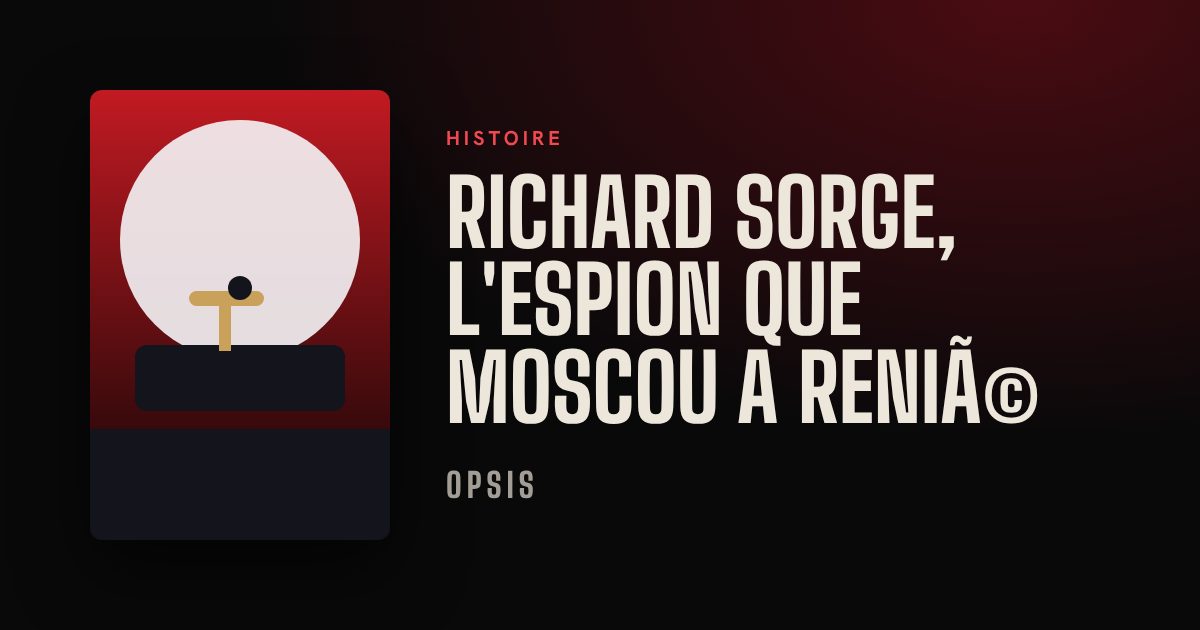 HISTOIRE
RICHARD SORGE,
L'ESPION QUE
MOSCOU A RENIÃ©
OPSIS